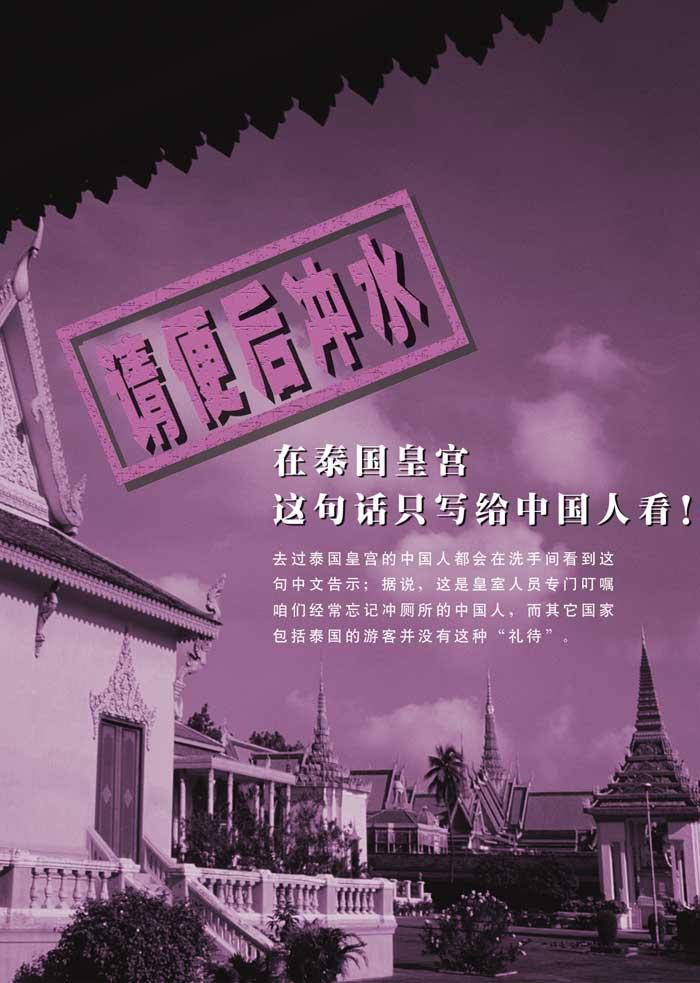 请便后冲水
在泰国皇宫
这句话只写给中国人看！
去过泰国皇宫的中国人都会在洗手间看到这
句中文告示；据说，这是皇室人员专门叮嘱
咱们经常忘记冲厕所的中国人，而其它国家
包括泰国的游客并没有这种“礼待”。